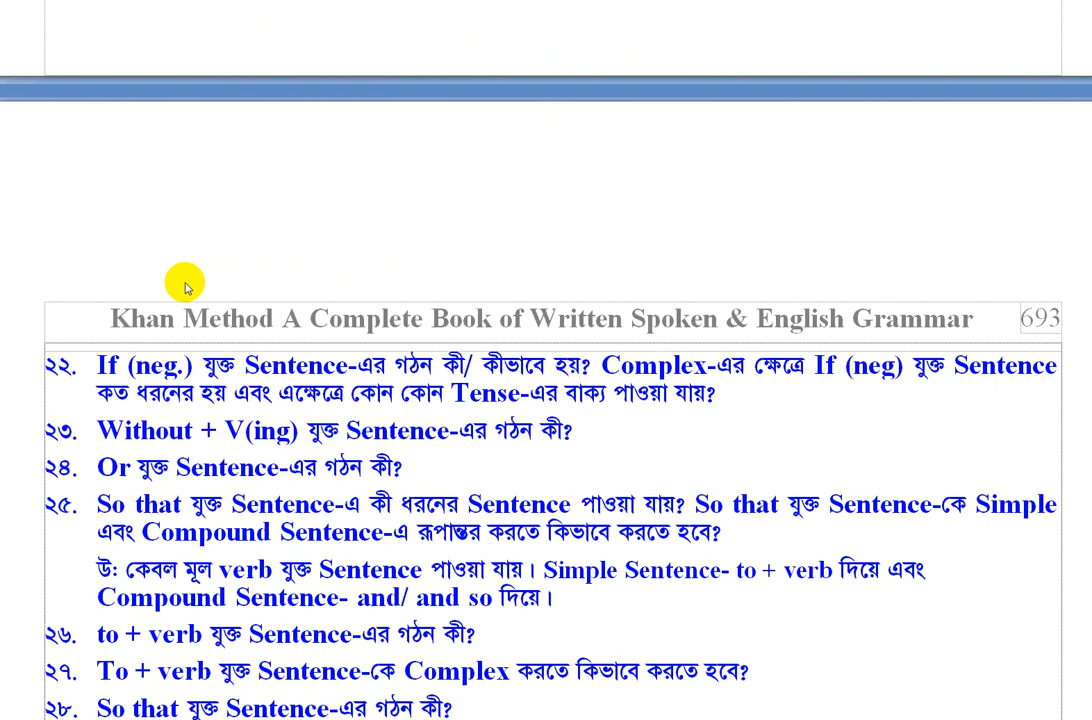 Khan Method A Complete Book of Written Spoken & English Grammar 693
২২. If (neg.) যুক্ত Sentence-এর গঠন কী/ কীভাবে হয়? Complex-এর ক্ষেত্রে If (neg) যুক্ত Sentence
কত ধরনের হয় এবং এক্ষেত্রে কোন কোন Tense-এর বাক্য পাওয়া যায়?
২৩. Without + V(ing) যুক্ত Sentence-এর গঠন কী?
২৪. Or যুক্ত Sentence-এর গঠন কী?
২৫. So that যুক্ত Sentence-এ কী ধরনের Sentence পাওয়া যায়? So that যুক্ত Sentence-কে Simple
এবং Compound Sentence-এ রূপান্তর করতে কিভাবে করতে হবে?
উঃ কেবল মূল verb যুক্ত Sentence পাওয়া যায়। Simple Sentence- to + verb দিয়ে এবং
Compound Sentence- and/ and so দিয়ে।
২৬. to + verb যুক্ত Sentence-এর গঠন কী?
২৭. To + verb যুক্ত Sentence-কে Complex করতে কিভাবে করতে হবে?
২৮. So that যুক্ত Sentence-এর গঠন কী?